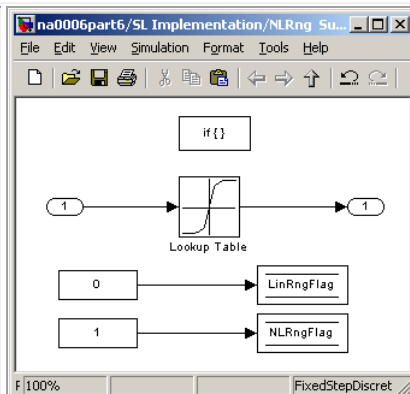 na0006part6/SL Implementation/NLRng Su...
File Edit View Simulation Format Tools Help
if { }
1
1
Lookup Table
0
LinRngFlag
1
NLRngFlag
F 100% FixedStepDiscret